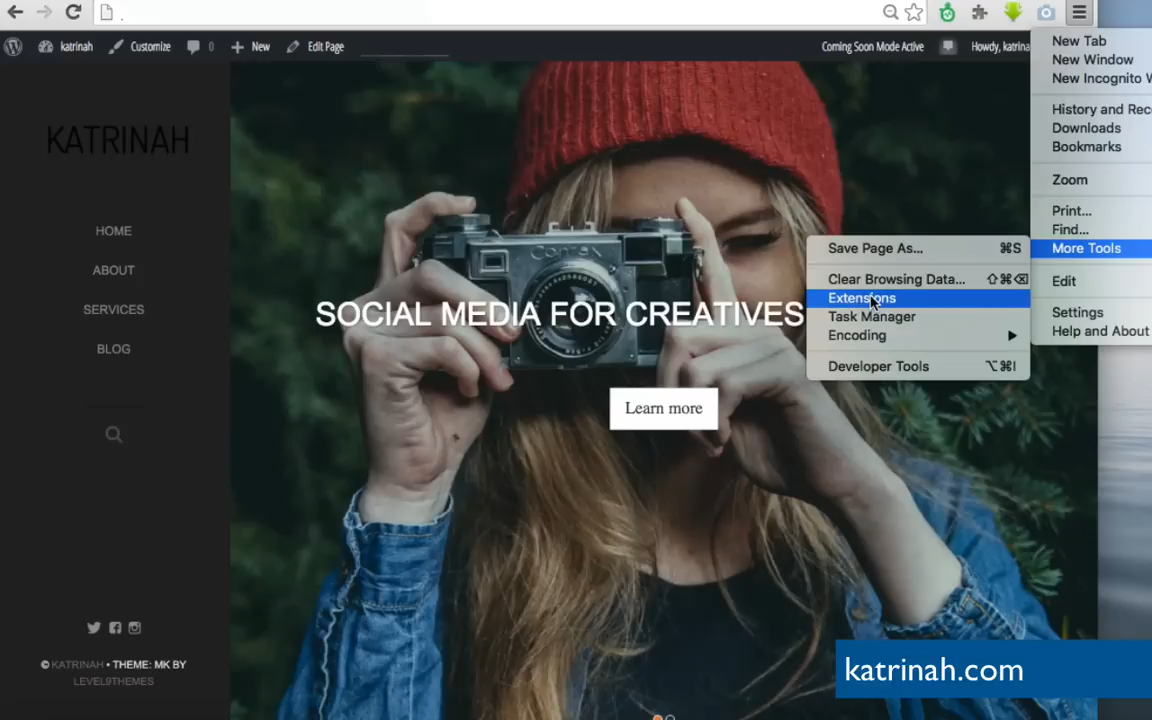 .
katrinah
Customize
0
New
Edit Page
Coming Soon Mode Active
Howdy, katrina
New Tab
New Window
New Incognito W
History and Rec
Downloads
Bookmarks
Zoom
Print...
Find...
More Tools
Edit
Settings
Help and About
Save Page As... ⌘S
Clear Browsing Data... ⇧⌘⌫
Extensions
Task Manager
Encoding ▶
Developer Tools ⌥⌘I
KATRINAH
HOME
ABOUT
SERVICES
BLOG
© KATRINAH • THEME: MK BY
LEVEL9THEMES
Contax
SOCIAL MEDIA FOR CREATIVES
Learn more
katrinah.com